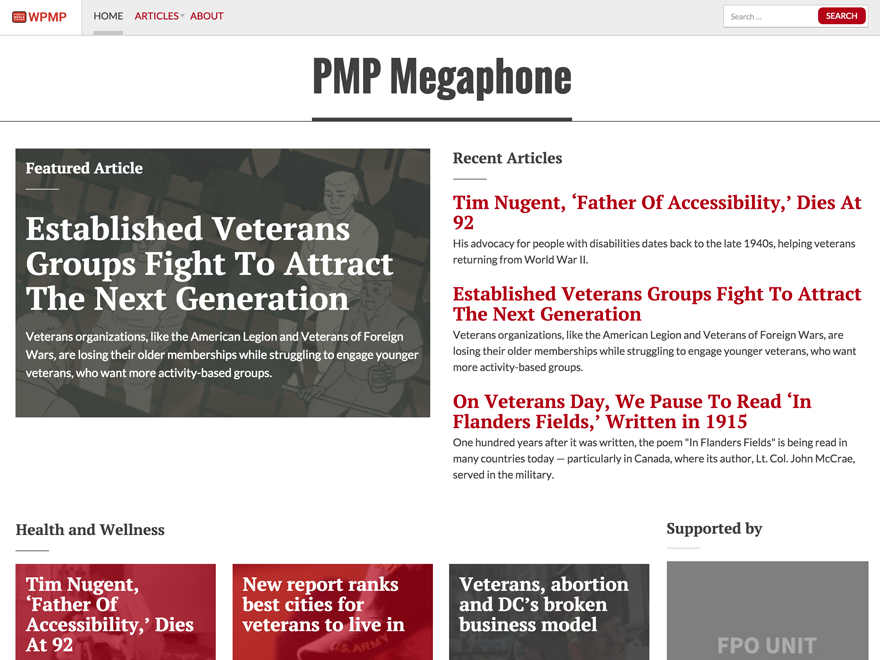 WPMP
HOME
ARTICLES
ABOUT
Search ...
SEARCH
PMP Megaphone
Featured Article
Established Veterans
Groups Fight To Attract
The Next Generation
Veterans organizations, like the American Legion and Veterans of Foreign
Wars, are losing their older memberships while struggling to engage younger
veterans, who want more activity-based groups.
Recent Articles
Tim Nugent, ‘Father Of Accessibility,’ Dies At
92
His advocacy for people with disabilities dates back to the late 1940s, helping veterans
returning from World War II.
Established Veterans Groups Fight To Attract
The Next Generation
Veterans organizations, like the American Legion and Veterans of Foreign Wars, are
losing their older memberships while struggling to engage younger veterans, who want
more activity-based groups.
On Veterans Day, We Pause To Read ‘In
Flanders Fields,’ Written in 1915
One hundred years after it was written, the poem "In Flanders Fields" is being read in
many countries today — particularly in Canada, where its author, Lt. Col. John McCrae,
served in the military.
Health and Wellness
Tim Nugent,
‘Father Of
Accessibility,’ Dies
At 92
New report ranks
best cities for
veterans to live in
U.S. ARMY
Veterans, abortion
and DC’s broken
business model
Supported by
FPO UNIT